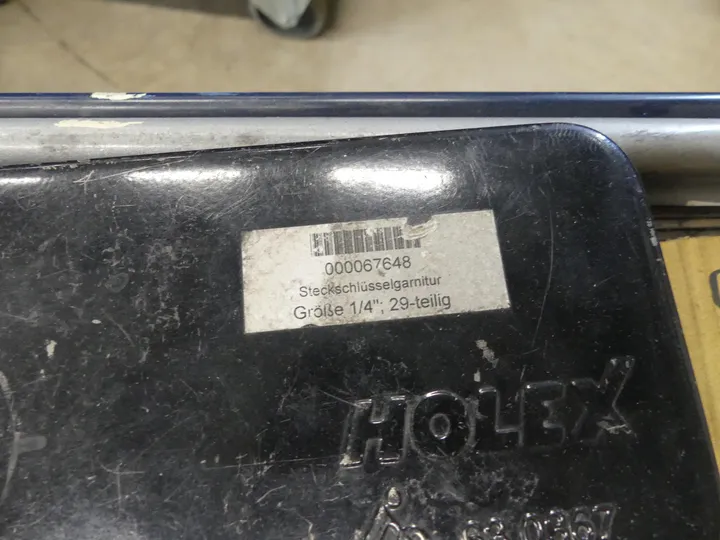 000067648
Steckschlüsselgarnitur
Größe 1/4"; 29-teilig
HOLEX